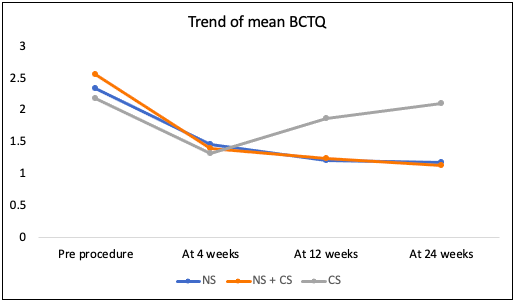 Trend of mean BCTQ
3
2.5
2
1.5
1
0.5
0
Pre procedure At 4 weeks At 12 weeks At 24 weeks
NS NS + CS CS